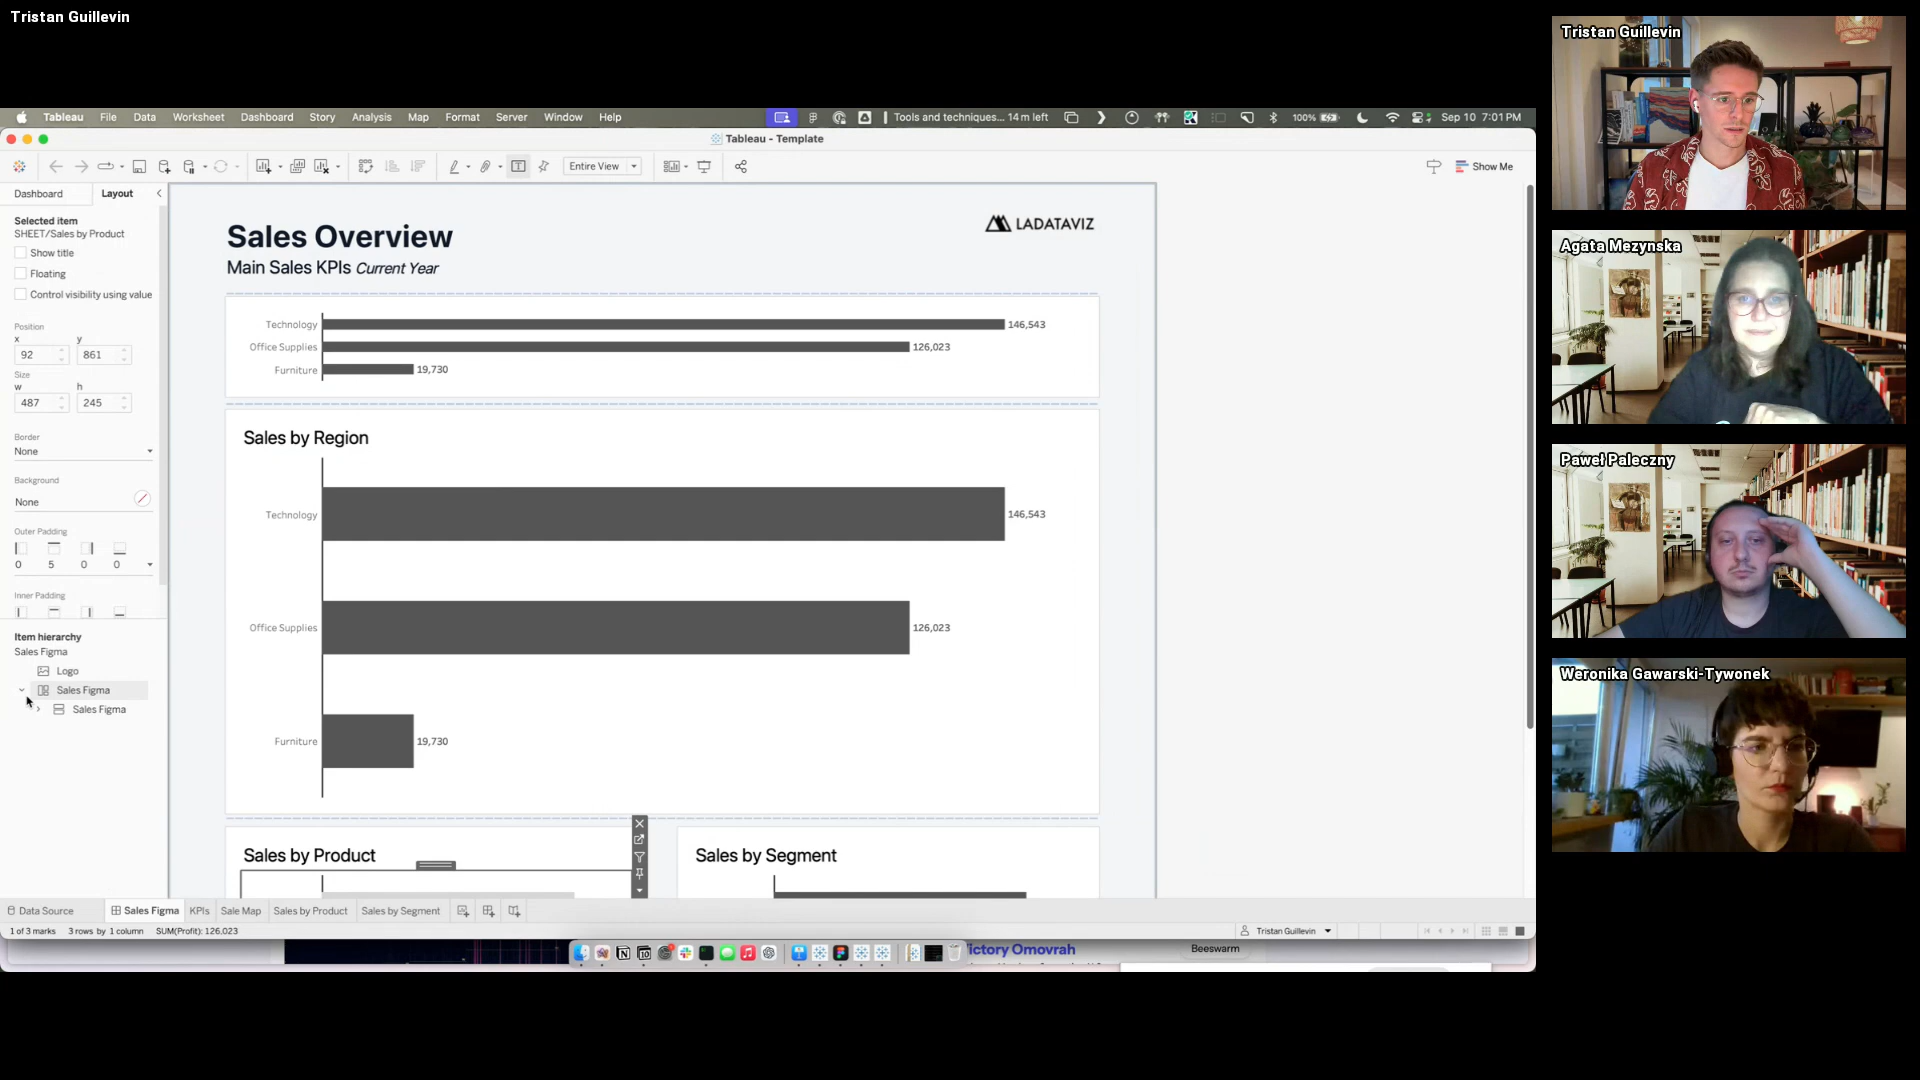 Tristan Guillevin
Tristan Guillevin
Agata Mezynska
Paweł Paleczny
Weronika Gawarski-Tywonek
Tableau File Data Worksheet Dashboard Story Analysis Map Format Server Window Help
Tools and techniques... 14 m left
100%
Sep 10 7:01 PM
Tableau - Template
Entire View
Show Me
Dashboard
Layout
Selected item
SHEET/Sales by Product
Show title
Floating
Control visibility using value
Position
x y
92 861
Size
w h
487 245
Border
None
Background
None
Outer Padding
0 5 0 0
Inner Padding
Item hierarchy
Sales Figma
Logo
Sales Figma
Sales Figma
Sales Overview
Main Sales KPIs Current Year
LADATAVIZ
Technology 146,543
Office Supplies 126,023
Furniture 19,730
Sales by Region
Technology 146,543
Office Supplies 126,023
Furniture 19,730
Sales by Product
Sales by Segment
Data Source Sales Figma KPIs Sale Map Sales by Product Sales by Segment
1 of 3 marks 3 rows by 1 column SUM(Profit): 126,023
Tristan Guillevin
Omovrah
Beeswarm